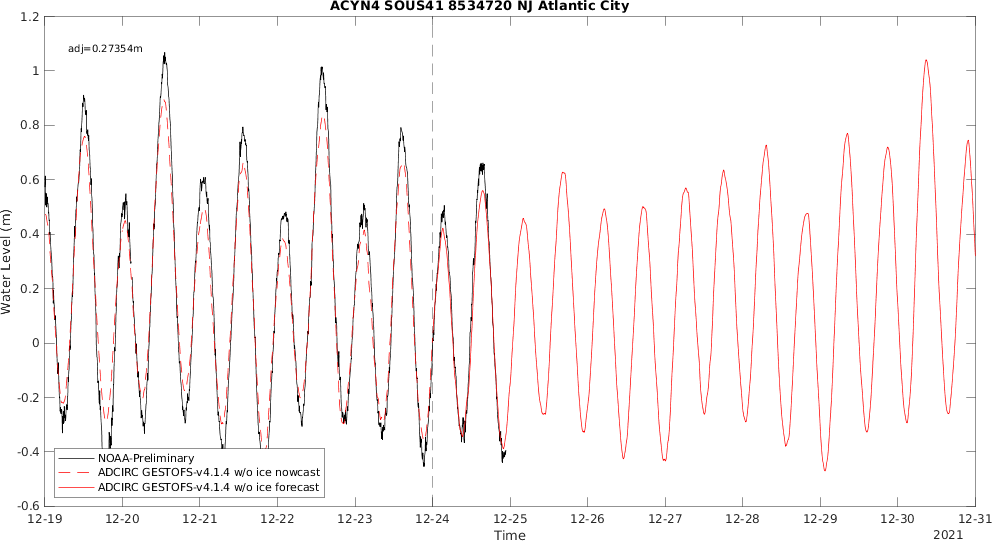 ACYN4 SOUS41 8534720 NJ Atlantic City
1.2
1
0.8
0.6
0.4
0.2
0
-0.2
-0.4
-0.6
Water Level (m)
adj=0.27354m
NOAA-Preliminary
ADCIRC GESTOFS-v4.1.4 w/o ice nowcast
ADCIRC GESTOFS-v4.1.4 w/o ice forecast
12-19 12-20 12-21 12-22 12-23 12-24 12-25 12-26 12-27 12-28 12-29 12-30 12-31
Time
2021